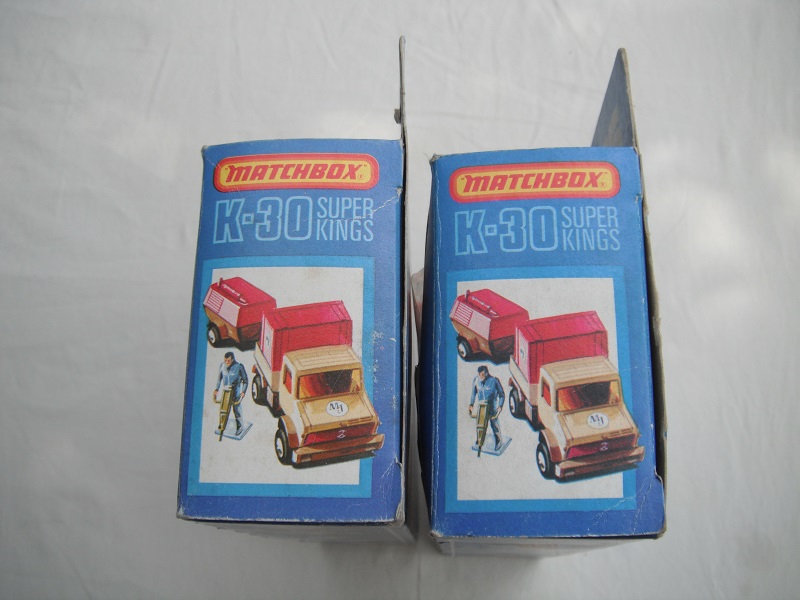 "MATCHBOX"
K-30 SUPER
KINGS
"MATCHBOX"
K-30 SUPER
KINGS